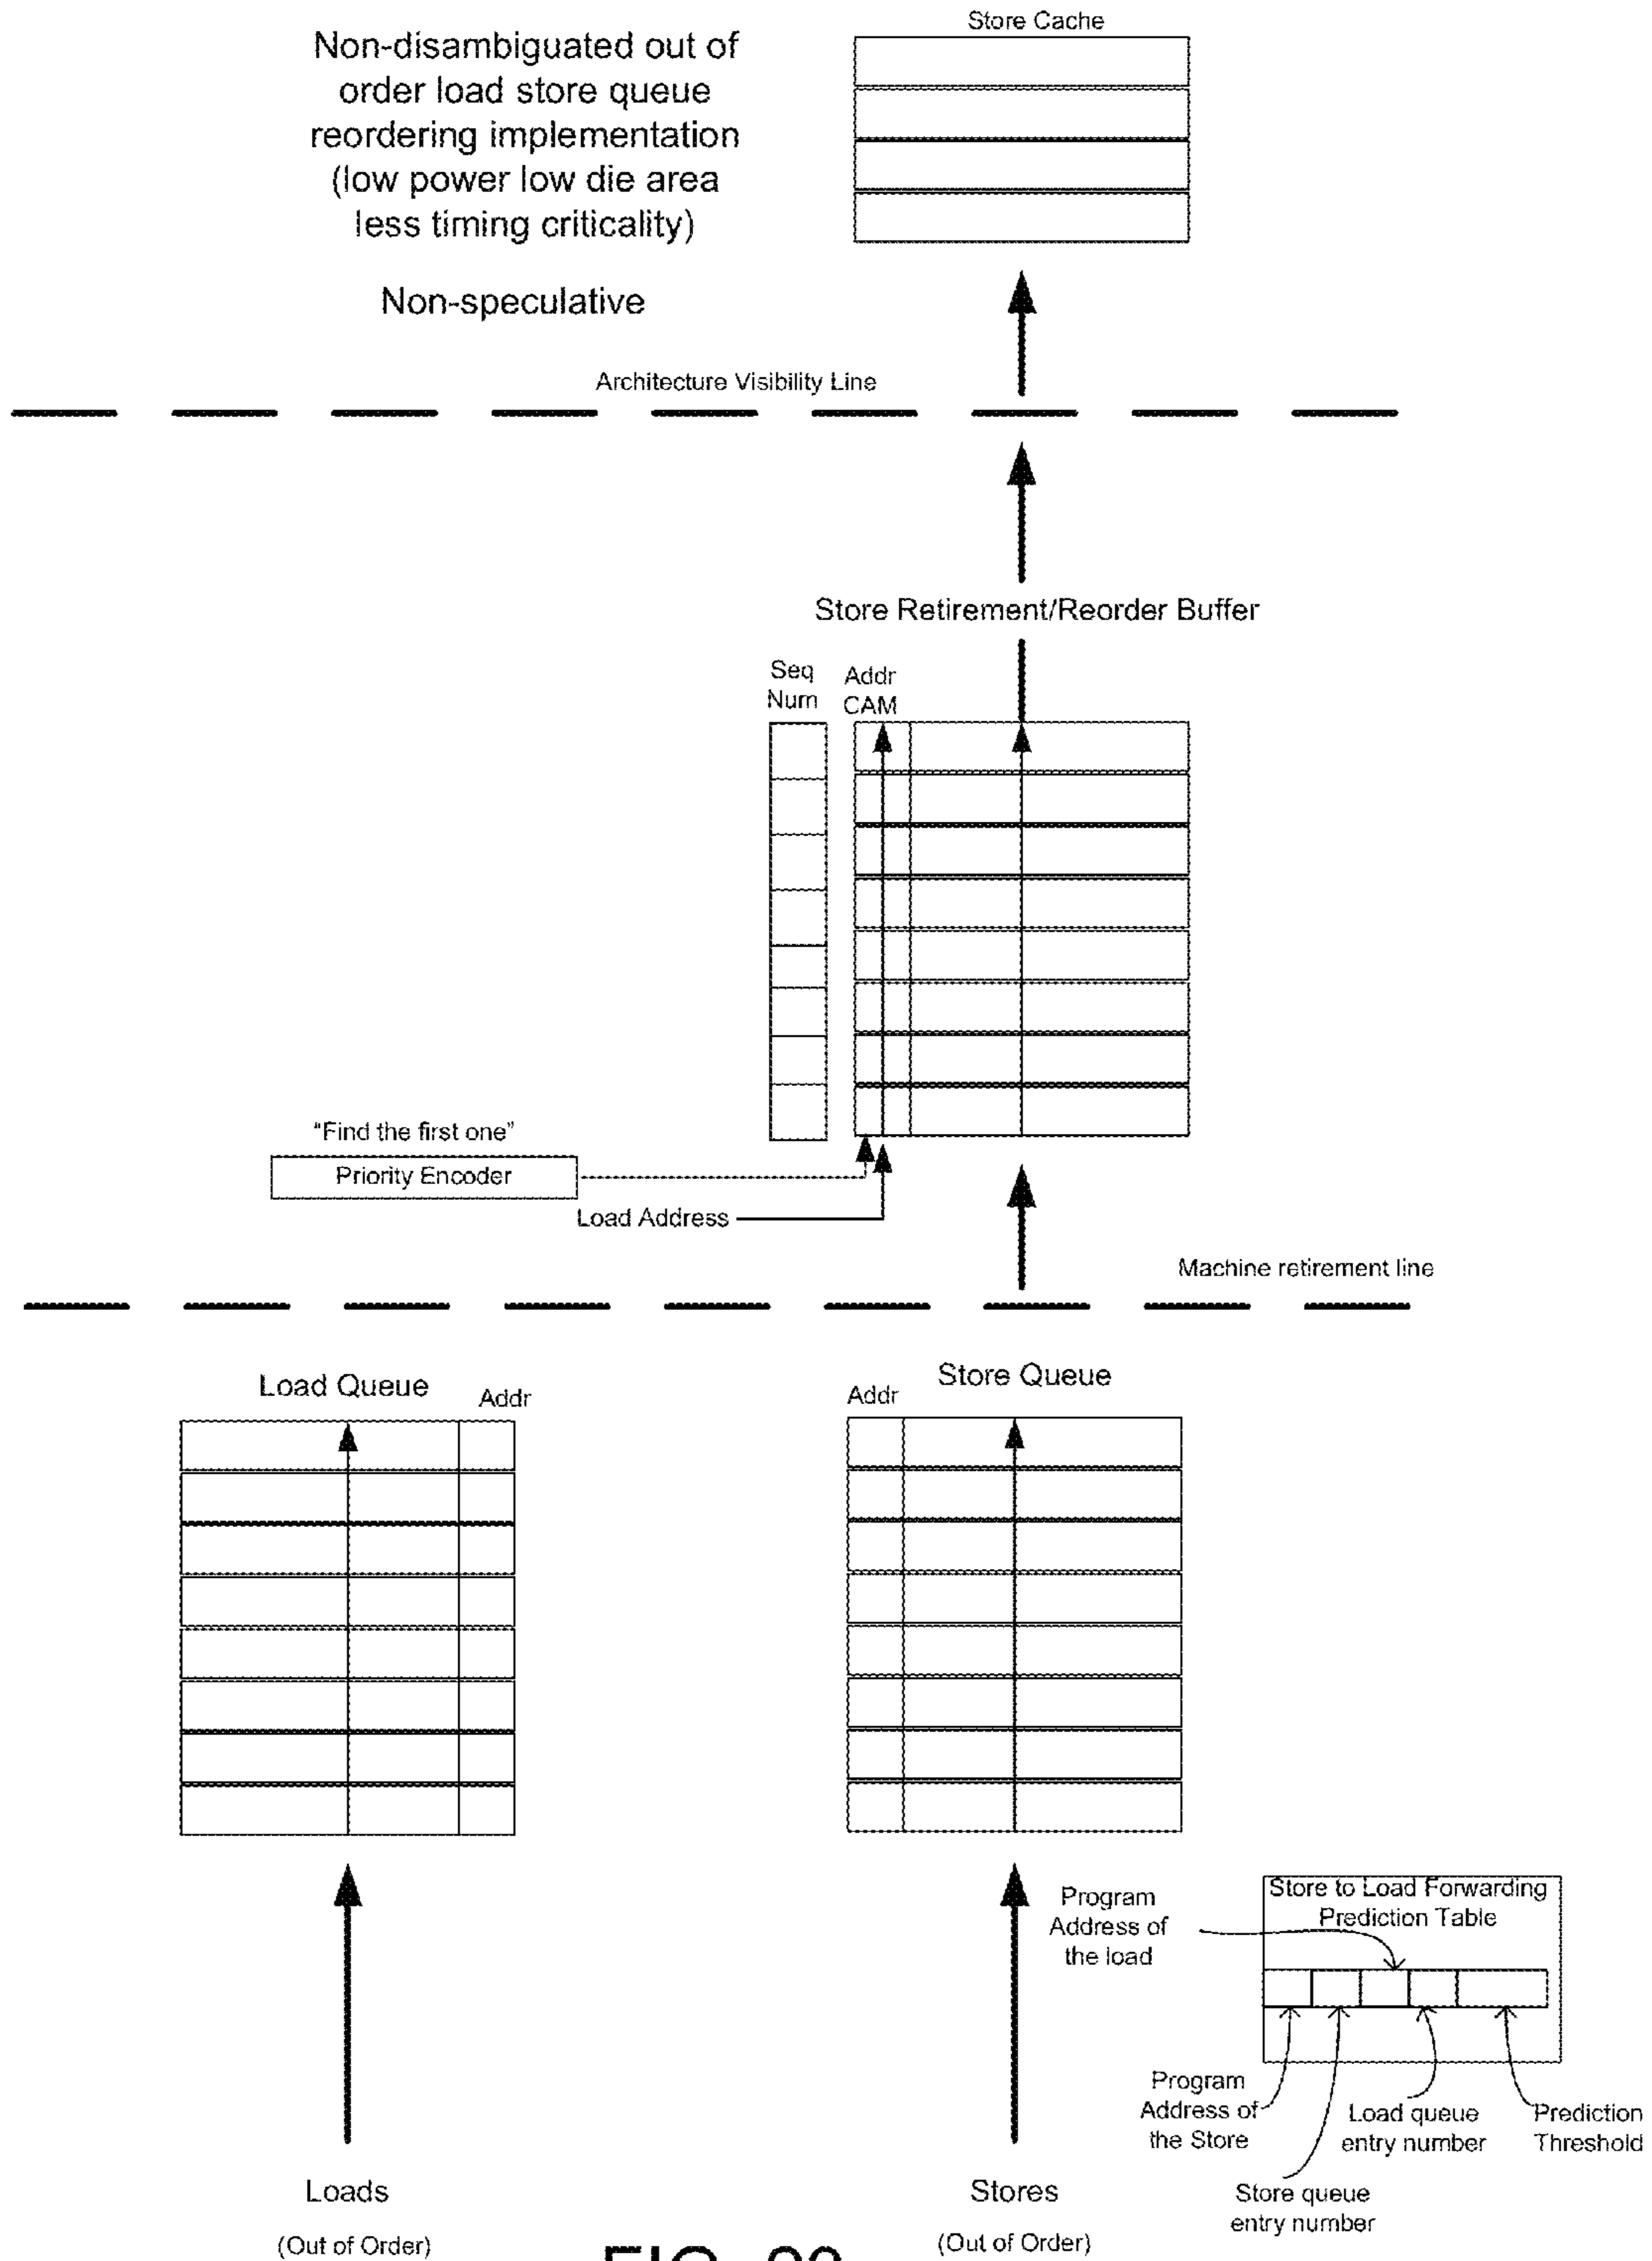 Store Cache
Non-disambiguated out of
order load store queue
reordering implementation
(low power low die area
less timing criticality)
Non-speculative
Architecture Visibility Line
Store Retirement/Reorder Buffer
Seq
Num
Addr
CAM
"Find the first one"
Priority Encoder
Load Address
Machine retirement line
Load Queue
Addr
Addr
Store Queue
Program
Address of
the load
Store to Load Forwarding
Prediction Table
Program
Address of
the Store
Load queue
entry number
Prediction
Threshold
Store queue
entry number
Loads
(Out of Order)
Stores
(Out of Order)
FIG.